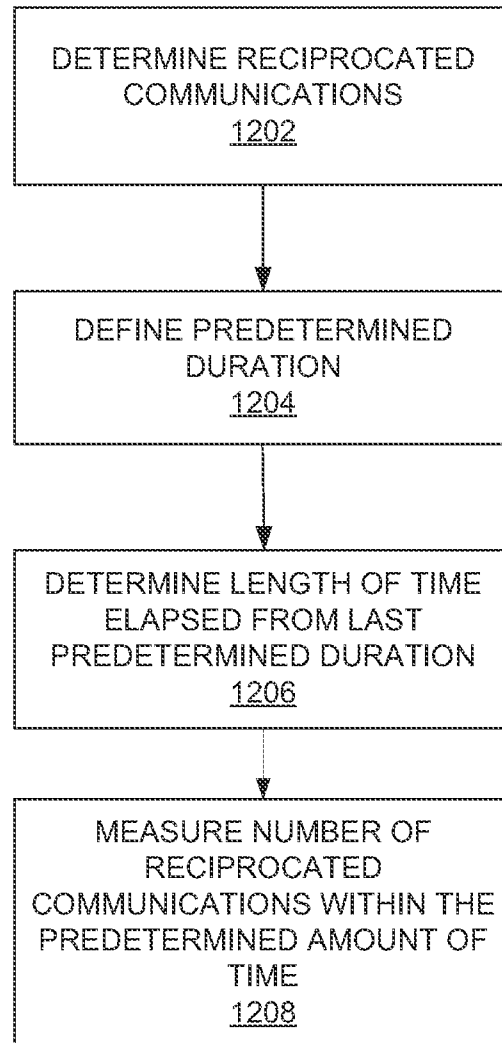 DETERMINE RECIPROCATED
COMMUNICATIONS
1202
DEFINE PREDETERMINED
DURATION
1204
DETERMINE LENGTH OF TIME
ELAPSED FROM LAST
PREDETERMINED DURATION
1206
MEASURE NUMBER OF
RECIPROCATED
COMMUNICATIONS WITHIN THE
PREDETERMINED AMOUNT OF
TIME
1208